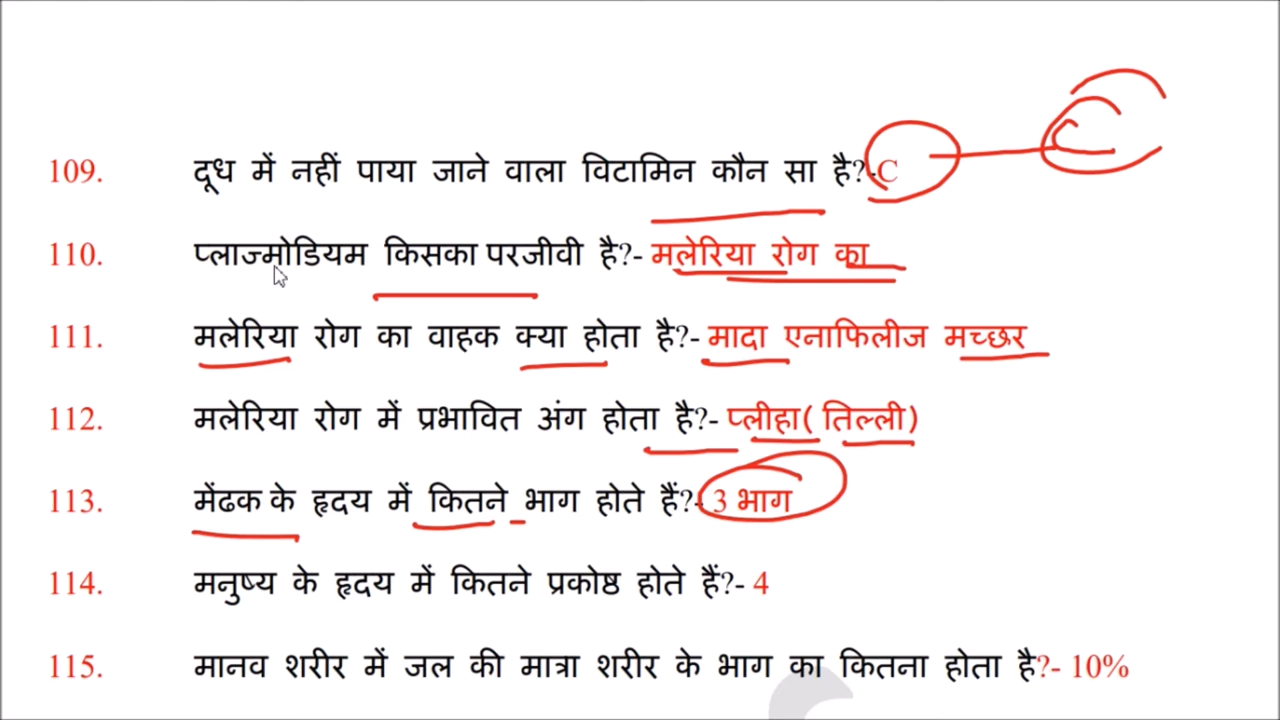 109. दूध में नहीं पाया जाने वाला विटामिन कौन सा है?-C
110. प्लाज्मोडियम किसका परजीवी है?- मलेरिया रोग का
111. मलेरिया रोग का वाहक क्या होता है?- मादा एनाफिलीज मच्छर
112. मलेरिया रोग में प्रभावित अंग होता है?- प्लीहा( तिल्ली)
113. मेंढक के हृदय में कितने भाग होते हैं?- 3 भाग
114. मनुष्य के हृदय में कितने प्रकोष्ठ होते हैं?- 4
115. मानव शरीर में जल की मात्रा शरीर के भाग का कितना होता है?- 10%